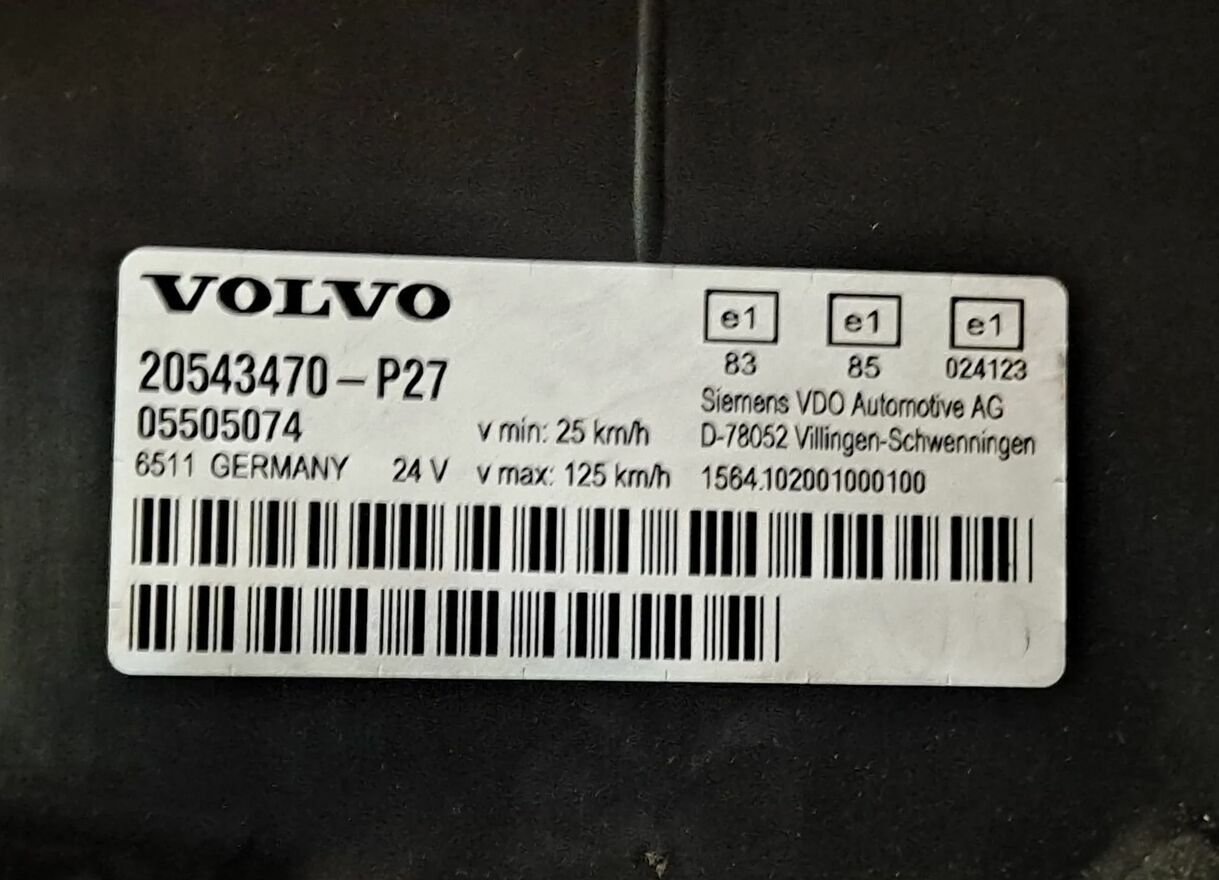 VOLVO
20543470-P27
05505074
6511 GERMANY 24 V
v min: 25 km/h
v max: 125 km/h
e1 e1 e1
83 85 024123
Siemens VDO Automotive AG
D-78052 Villingen-Schwenningen
1564.102001000100